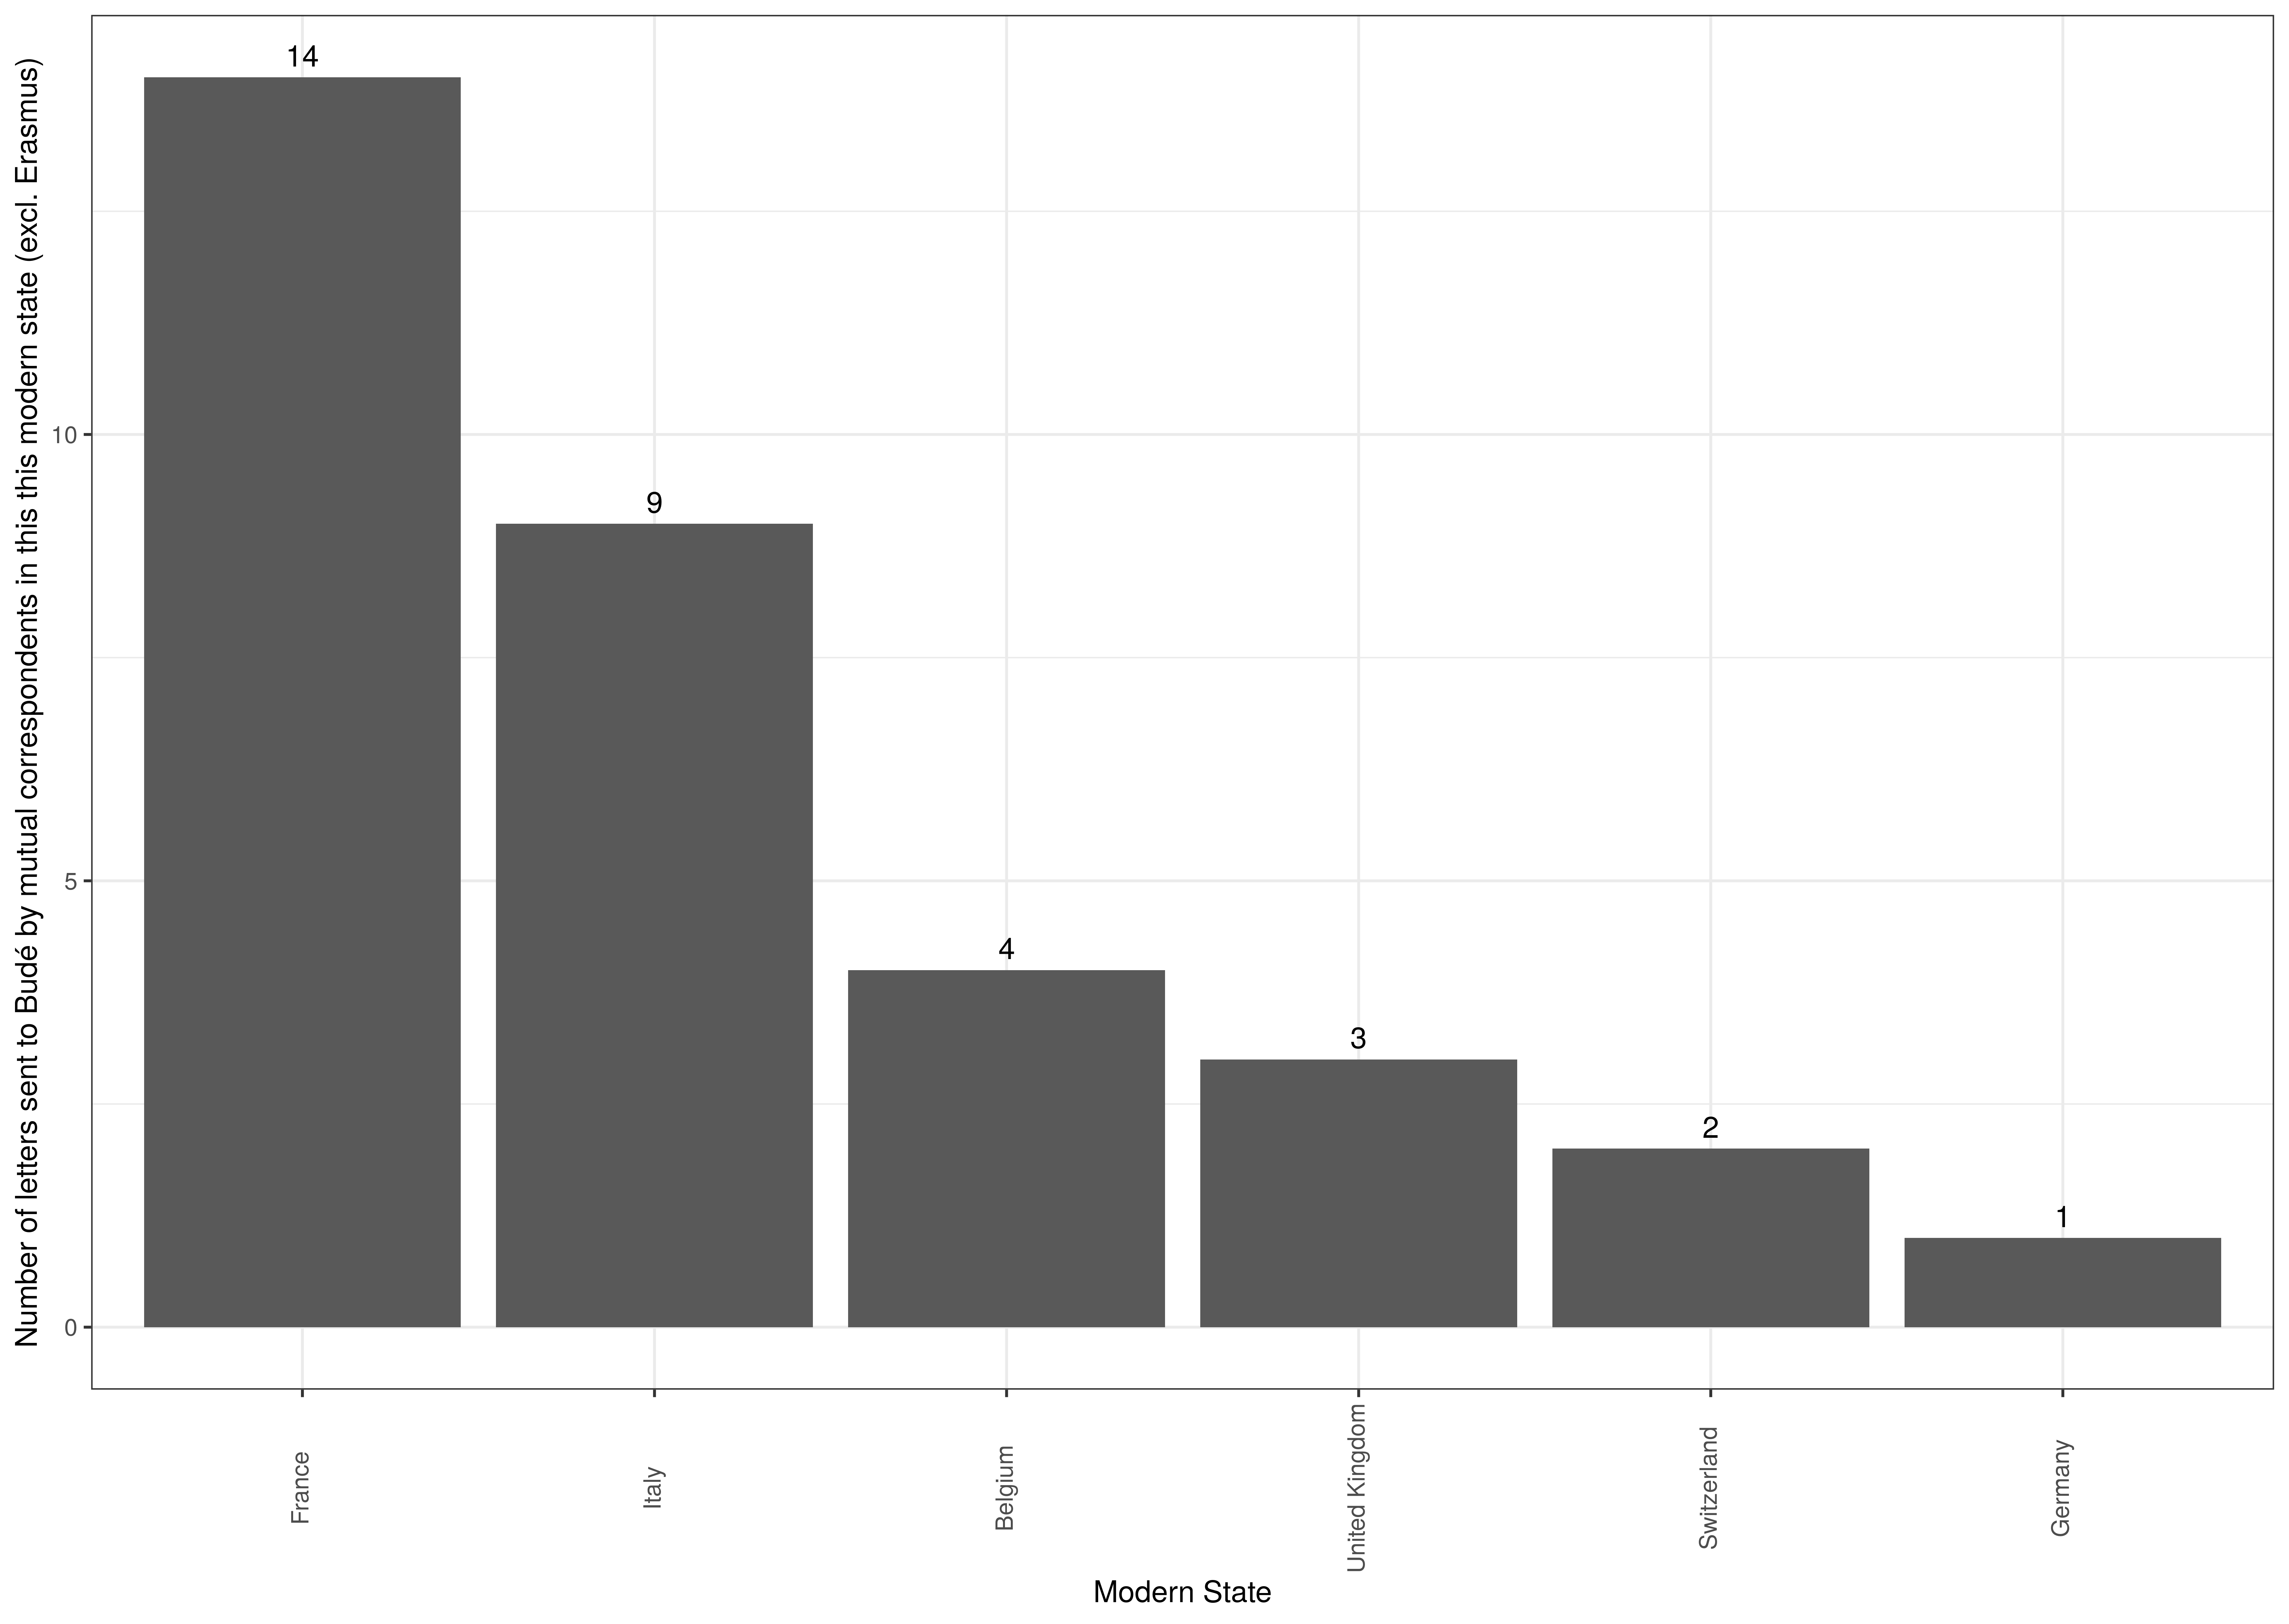 Number of letters sent to Budé by mutual correspondents in this this modern state (excl. Erasmus)
10
5
0
14
9
4
3
2
1
France
Italy
Belgium
United Kingdom
Switzerland
Germany
Modern State